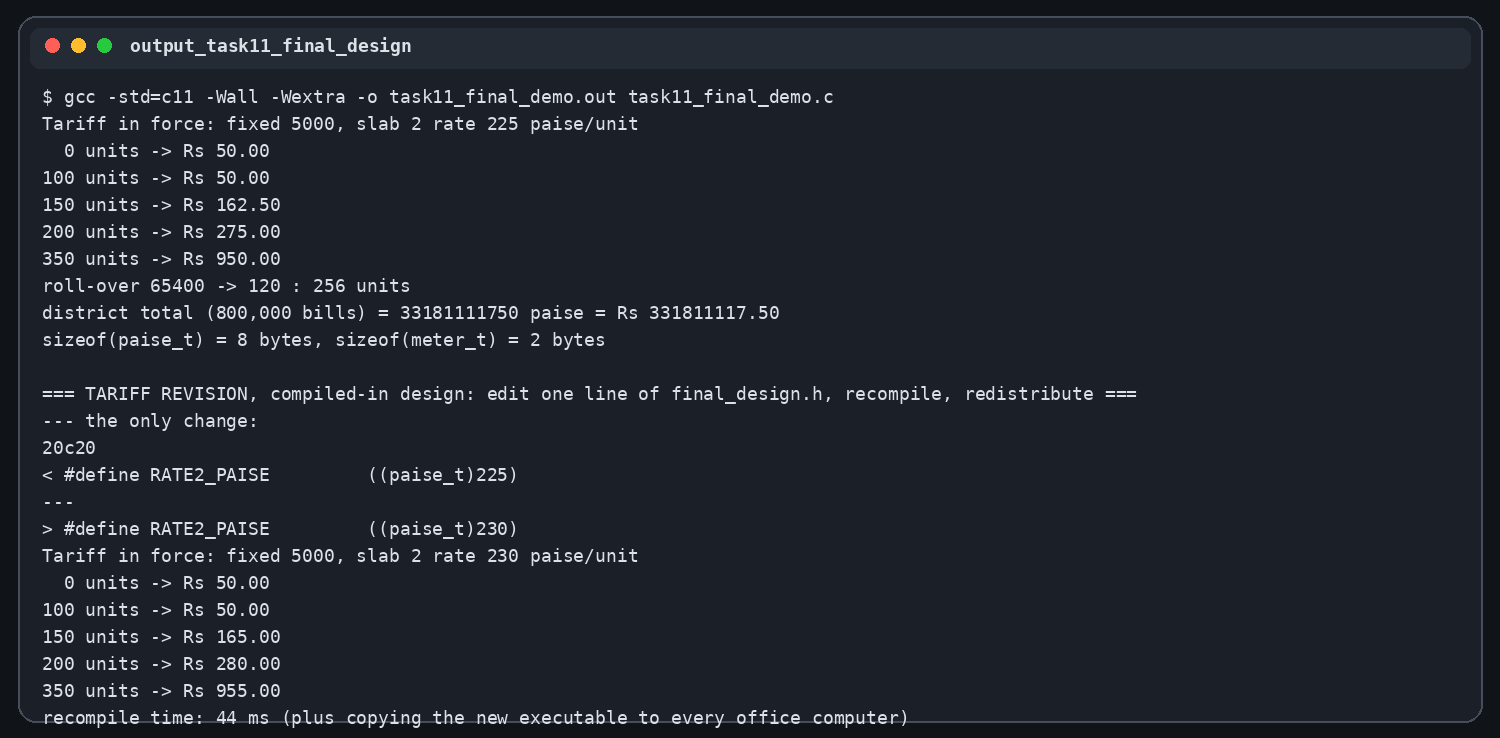 output_task11_final_design
$ gcc -std=c11 -Wall -Wextra -o task11_final_demo.out task11_final_demo.c
Tariff in force: fixed 5000, slab 2 rate 225 paise/unit
  0 units -> Rs 50.00
100 units -> Rs 50.00
150 units -> Rs 162.50
200 units -> Rs 275.00
350 units -> Rs 950.00
roll-over 65400 -> 120 : 256 units
district total (800,000 bills) = 33181111750 paise = Rs 331811117.50
sizeof(paise_t) = 8 bytes, sizeof(meter_t) = 2 bytes

=== TARIFF REVISION, compiled-in design: edit one line of final_design.h, recompile, redistribute ===
--- the only change:
20c20
< #define RATE2_PAISE         ((paise_t)225)
---
> #define RATE2_PAISE         ((paise_t)230)
Tariff in force: fixed 5000, slab 2 rate 230 paise/unit
  0 units -> Rs 50.00
100 units -> Rs 50.00
150 units -> Rs 165.00
200 units -> Rs 280.00
350 units -> Rs 955.00
recompile time: 44 ms (plus copying the new executable to every office computer)